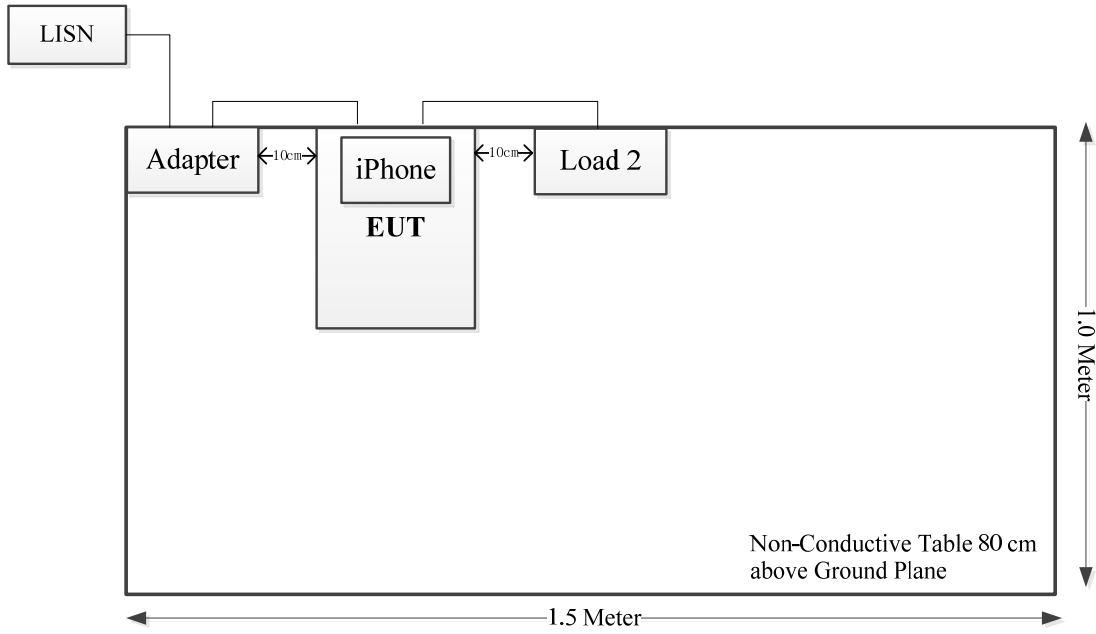 LISN
Adapter
10cm
iPhone
EUT
10cm
Load 2
1.0 Meter
Non-Conductive Table 80 cm
above Ground Plane
1.5 Meter